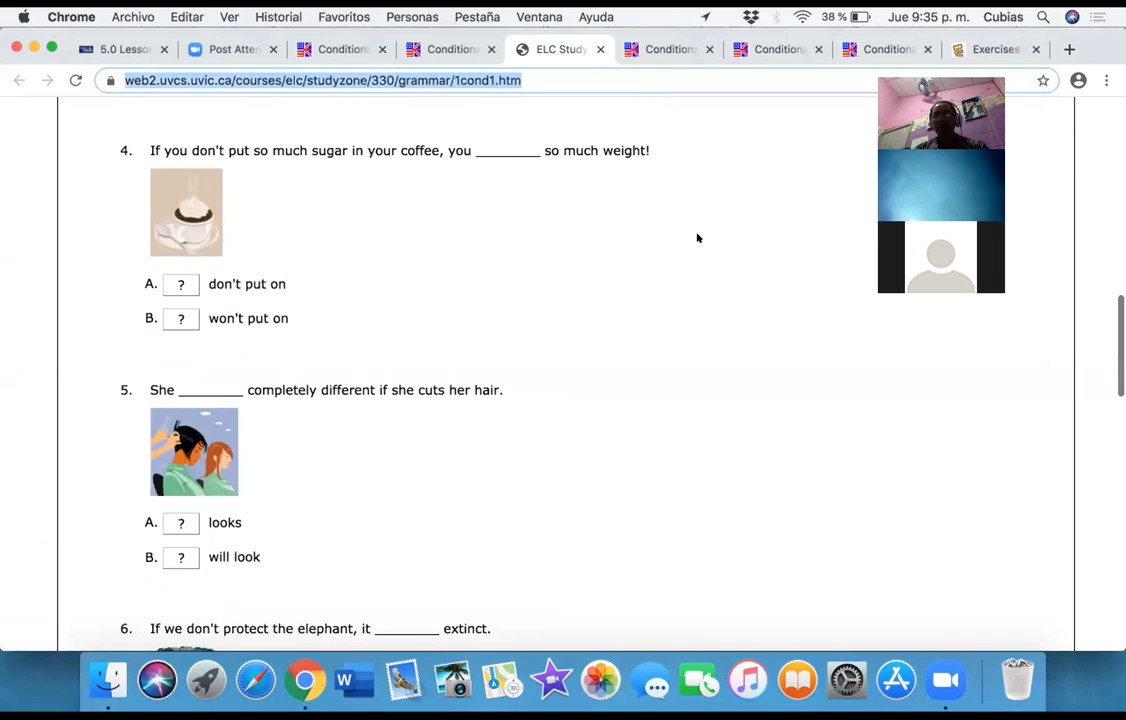 Chrome Archivo Editar Ver Historial Favoritos Personas Pestaña Ventana Ayuda 38 % Jue 9:35 p. m. Cubias
5.0 Lesso Post Atten Condition Conditiona ELC Study Conditiona Conditiona Conditiona Exercises
web2.uvcs.uvic.ca/courses/elc/studyzone/330/grammar/1cond1.htm
4. If you don't put so much sugar in your coffee, you ________ so much weight!
A. ? don't put on
B. ? won't put on
5. She ________ completely different if she cuts her hair.
A. ? looks
B. ? will look
6. If we don't protect the elephant, it ________ extinct.